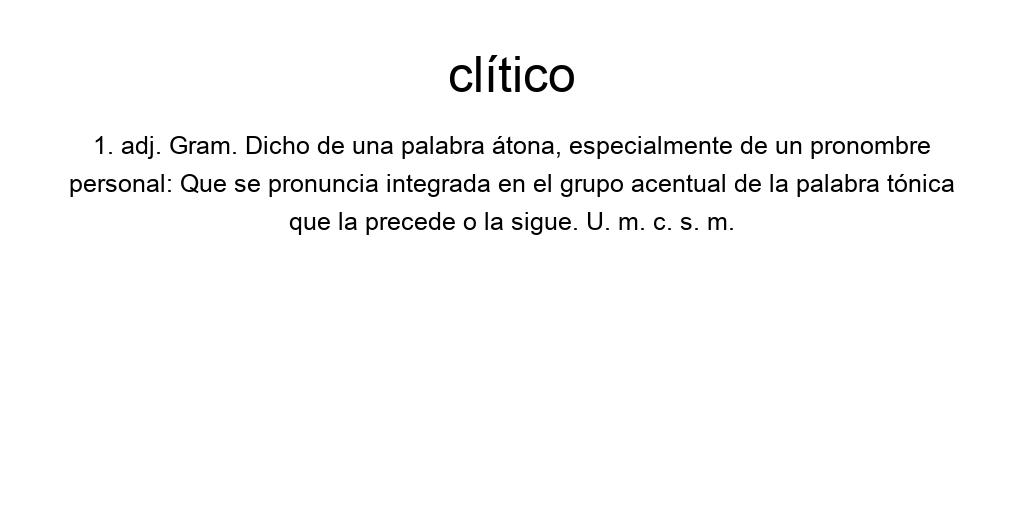 clítico
1. adj. Gram. Dicho de una palabra átona, especialmente de un pronombre
personal: Que se pronuncia integrada en el grupo acentual de la palabra tónica
que la precede o la sigue. U. m. c. s. m.